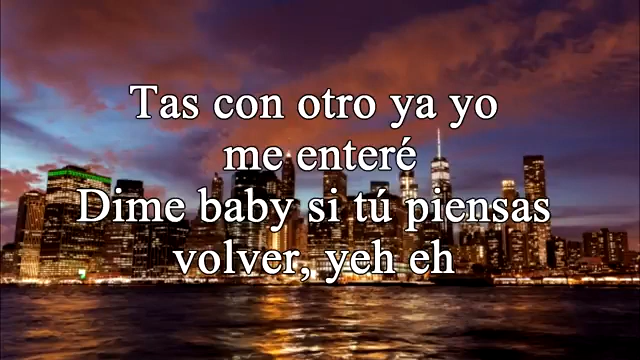 Tas con otro ya yo
me enteré
Dime baby si tú piensas
volver, yeh eh